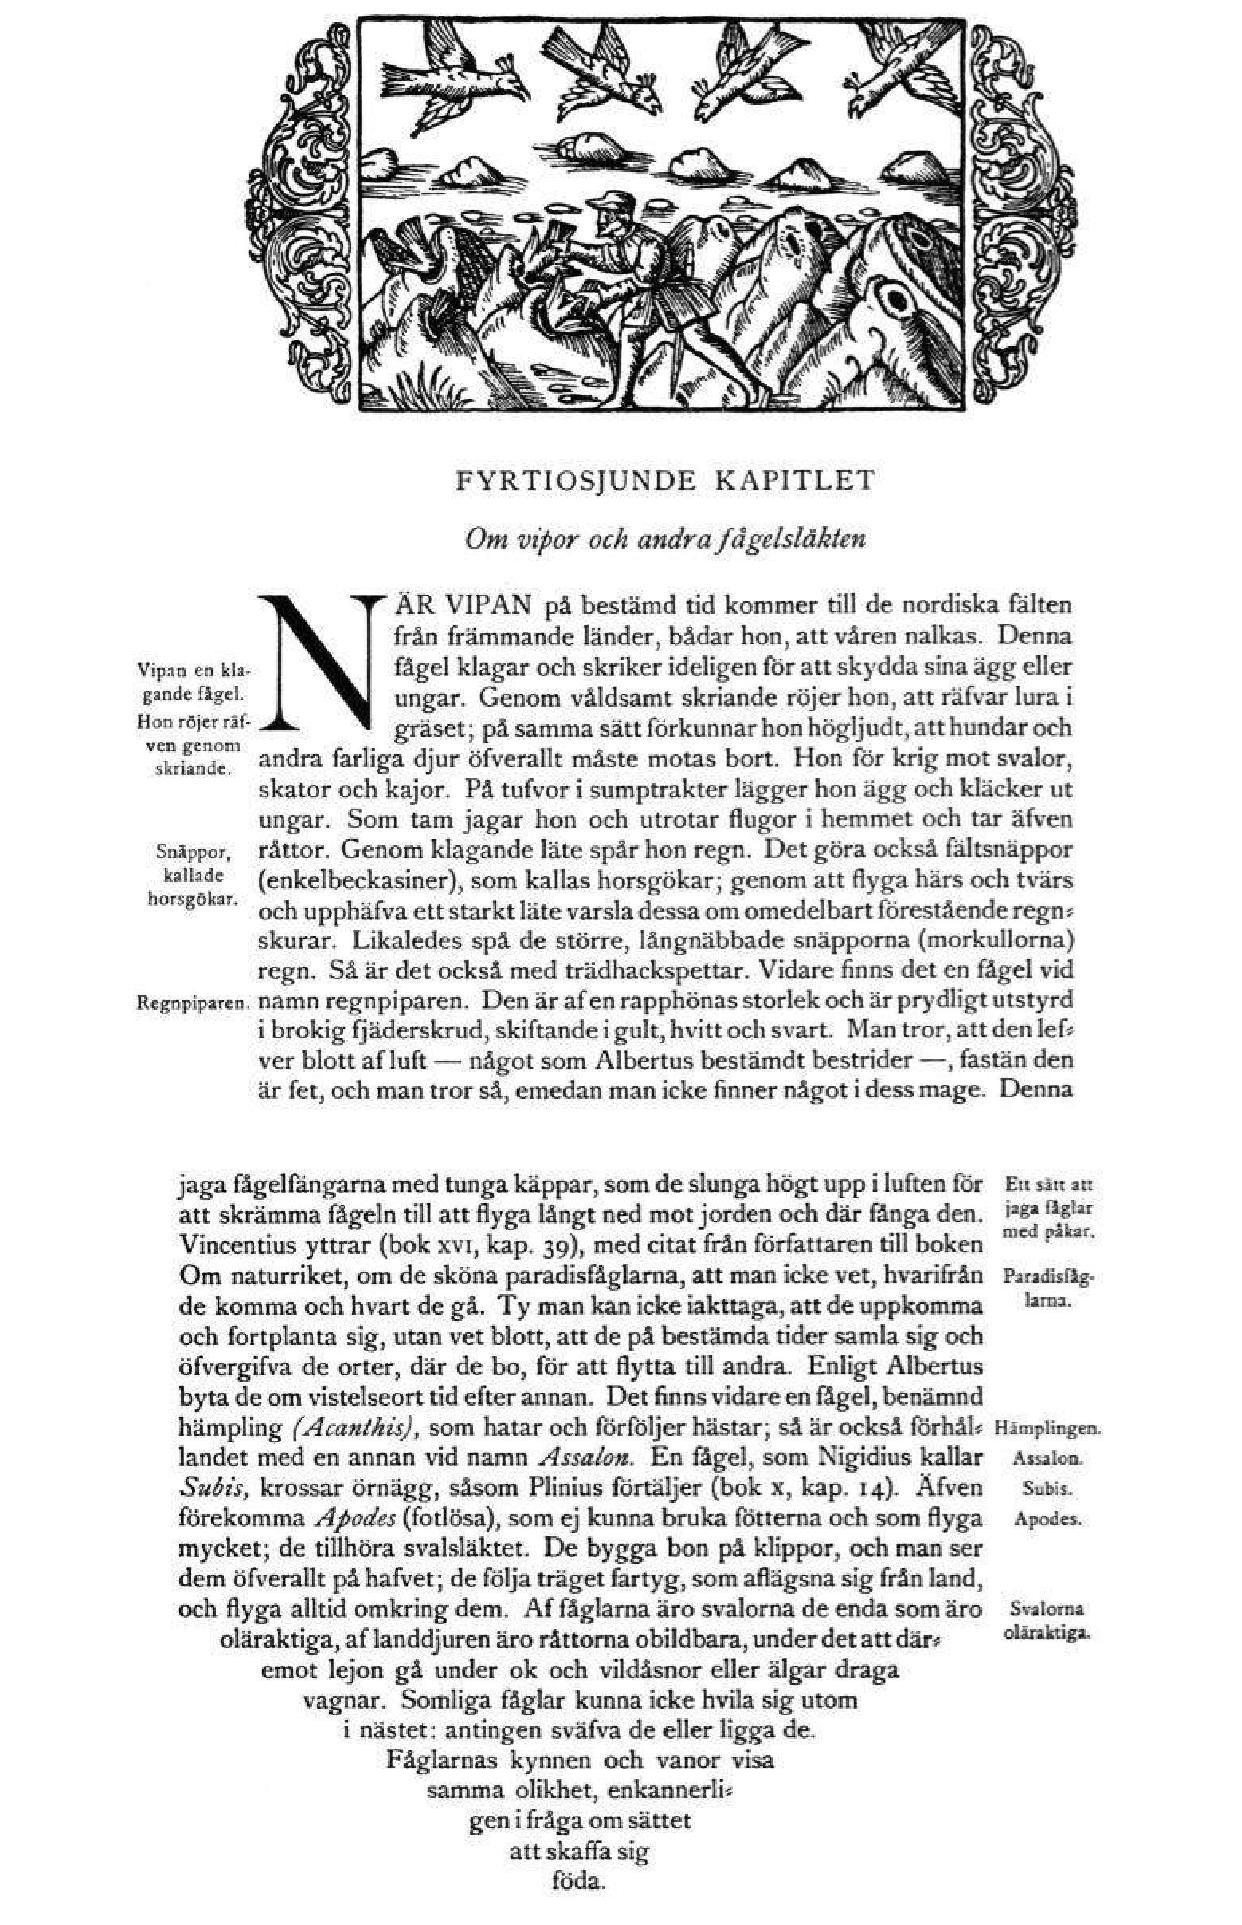 FYRTIOSJUNDE KAPITLET
Om vipor och andra fågelsläkten
NÄR VIPAN på bestämd tid kommer till de nordiska fälten
från främmande länder, bådar hon, att våren nalkas. Denna
fågel klagar och skriker ideligen för att skydda sina ägg eller
ungar. Genom våldsamt skriande röjer hon, att räfvar lura i
gräset; på samma sätt förkunnar hon högljudt, att hundar och
andra farliga djur öfverallt måste motas bort. Hon för krig mot svalor,
skator och kajor. På tufvor i sumptrakter lägger hon ägg och kläcker ut
ungar. Som tam jagar hon och utrotar flugor i hemmet och tar äfven
råttor. Genom klagande läte spår hon regn. Det göra också fältsnäppor
(enkelbeckasiner), som kallas horsgökar; genom att flyga härs och tvärs
och upphäfva ett starkt läte varsla dessa om omedelbart förestående regn-
skurar. Likaledes spå de större, långnäbbade snäpporna (morkullorna)
regn. Så är det också med trädhackspettar. Vidare finns det en fågel vid
namn regnpiparen. Den är af en rapphönas storlek och är prydligt utstyrd
i brokig fjäderskrud, skiftande i gult, hvitt och svart. Man tror, att den lef-
ver blott af luft — något som Albertus bestämdt bestrider —, fastän den
är fet, och man tror så, emedan man icke finner något i dess mage. Denna
Vipan en kla-
gande fågel.
Hon röjer räf-
ven genom
skriande.
Snäppor,
kallade
horsgökar.
Regnpiparen.
jaga fågelfängarna med tunga käppar, som de slunga högt upp i luften för
att skrämma fågeln till att flyga långt ned mot jorden och där fånga den.
Vincentius yttrar (bok XVI, kap. 39), med citat från författaren till boken
Om naturriket, om de sköna paradisfåglarna, att man icke vet, hvarifrån
de komma och hvart de gå. Ty man kan icke iakttaga, att de uppkomma
och fortplanta sig, utan vet blott, att de på bestämda tider samla sig och
öfvergifva de orter, där de bo, för att flytta till andra. Enligt Albertus
byta de om vistelseort tid efter annan. Det finns vidare en fågel, benämnd
hämpling (Acanthis), som hatar och förföljer hästar; så är också förhål-
landet med en annan vid namn Assalon. En fågel, som Nigidius kallar
Subis, krossar örnägg, såsom Plinius förtäljer (bok X, kap. 14). Äfven
förekomma Apodes (fotlösa), som ej kunna bruka fötterna och som flyga
mycket; de tillhöra svalsläktet. De bygga bon på klippor, och man ser
dem öfverallt på hafvet; de följa träget fartyg, som aflägsna sig från land,
och flyga alltid omkring dem. Af fåglarna äro svalorna de enda som äro
oläraktiga, af landdjuren äro råttorna obildbara, under det att där-
emot lejon gå under ok och vildåsnor eller älgar draga
vagnar. Somliga fåglar kunna icke hvila sig utom
i nästet: antingen sväfva de eller ligga de.
Fåglarnas kynnen och vanor visa
samma olikhet, enkannerli-
gen i fråga om sättet
att skaffa sig
föda.
Ett sätt att
jaga fåglar
med påkar.
Paradisfåg-
larna.
Hämplingen.
Assalon.
Subis.
Apodes.
Svalorna
oläraktiga.